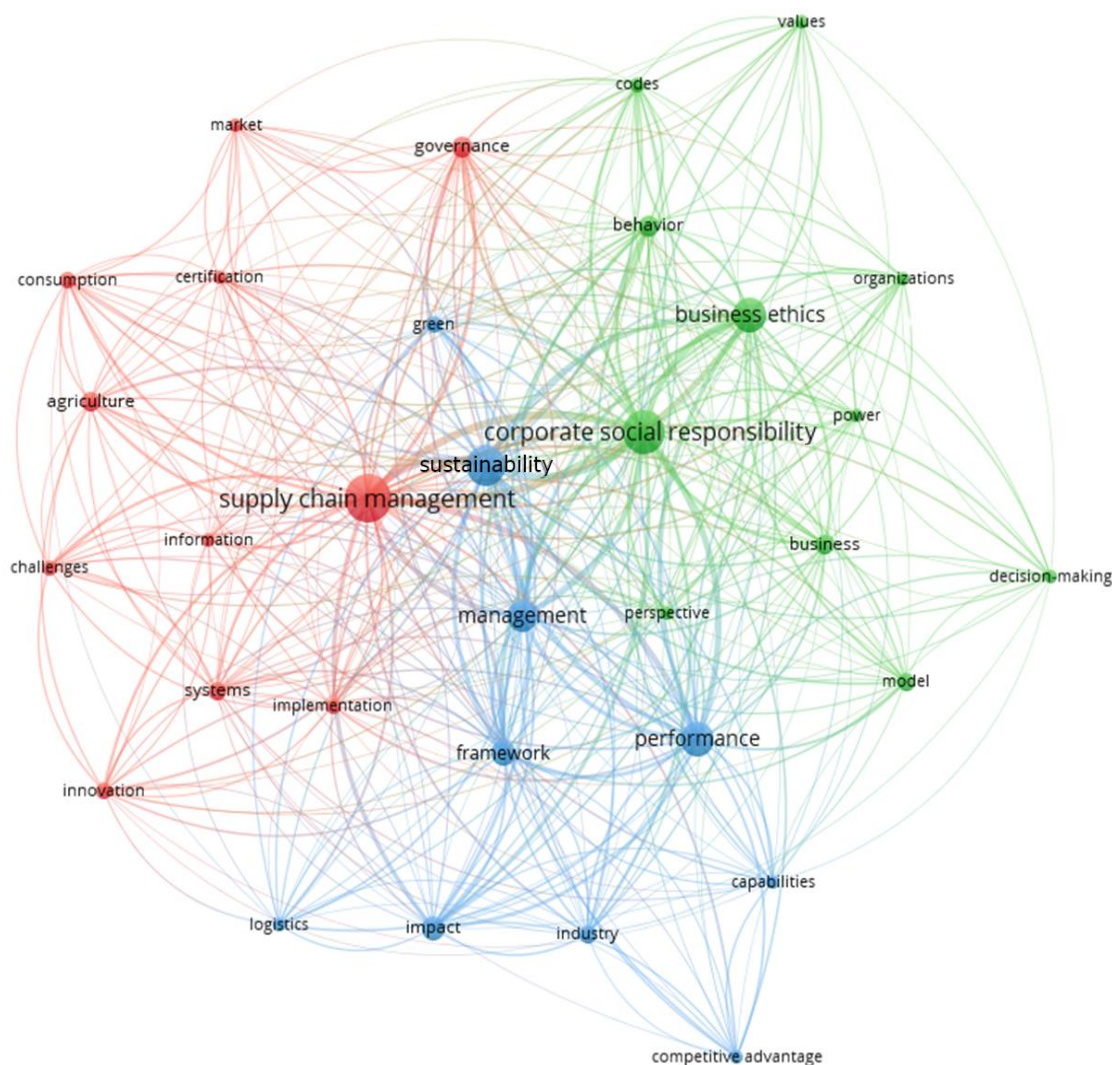 values
codes
market
governance
behavior
consumption
certification
organizations
business ethics
green
agriculture
power
corporate social responsibility
sustainability
supply chain management
information
business
challenges
decision-making
management
perspective
model
systems
implementation
performance
framework
innovation
capabilities
logistics
impact
industry
competitive advantage